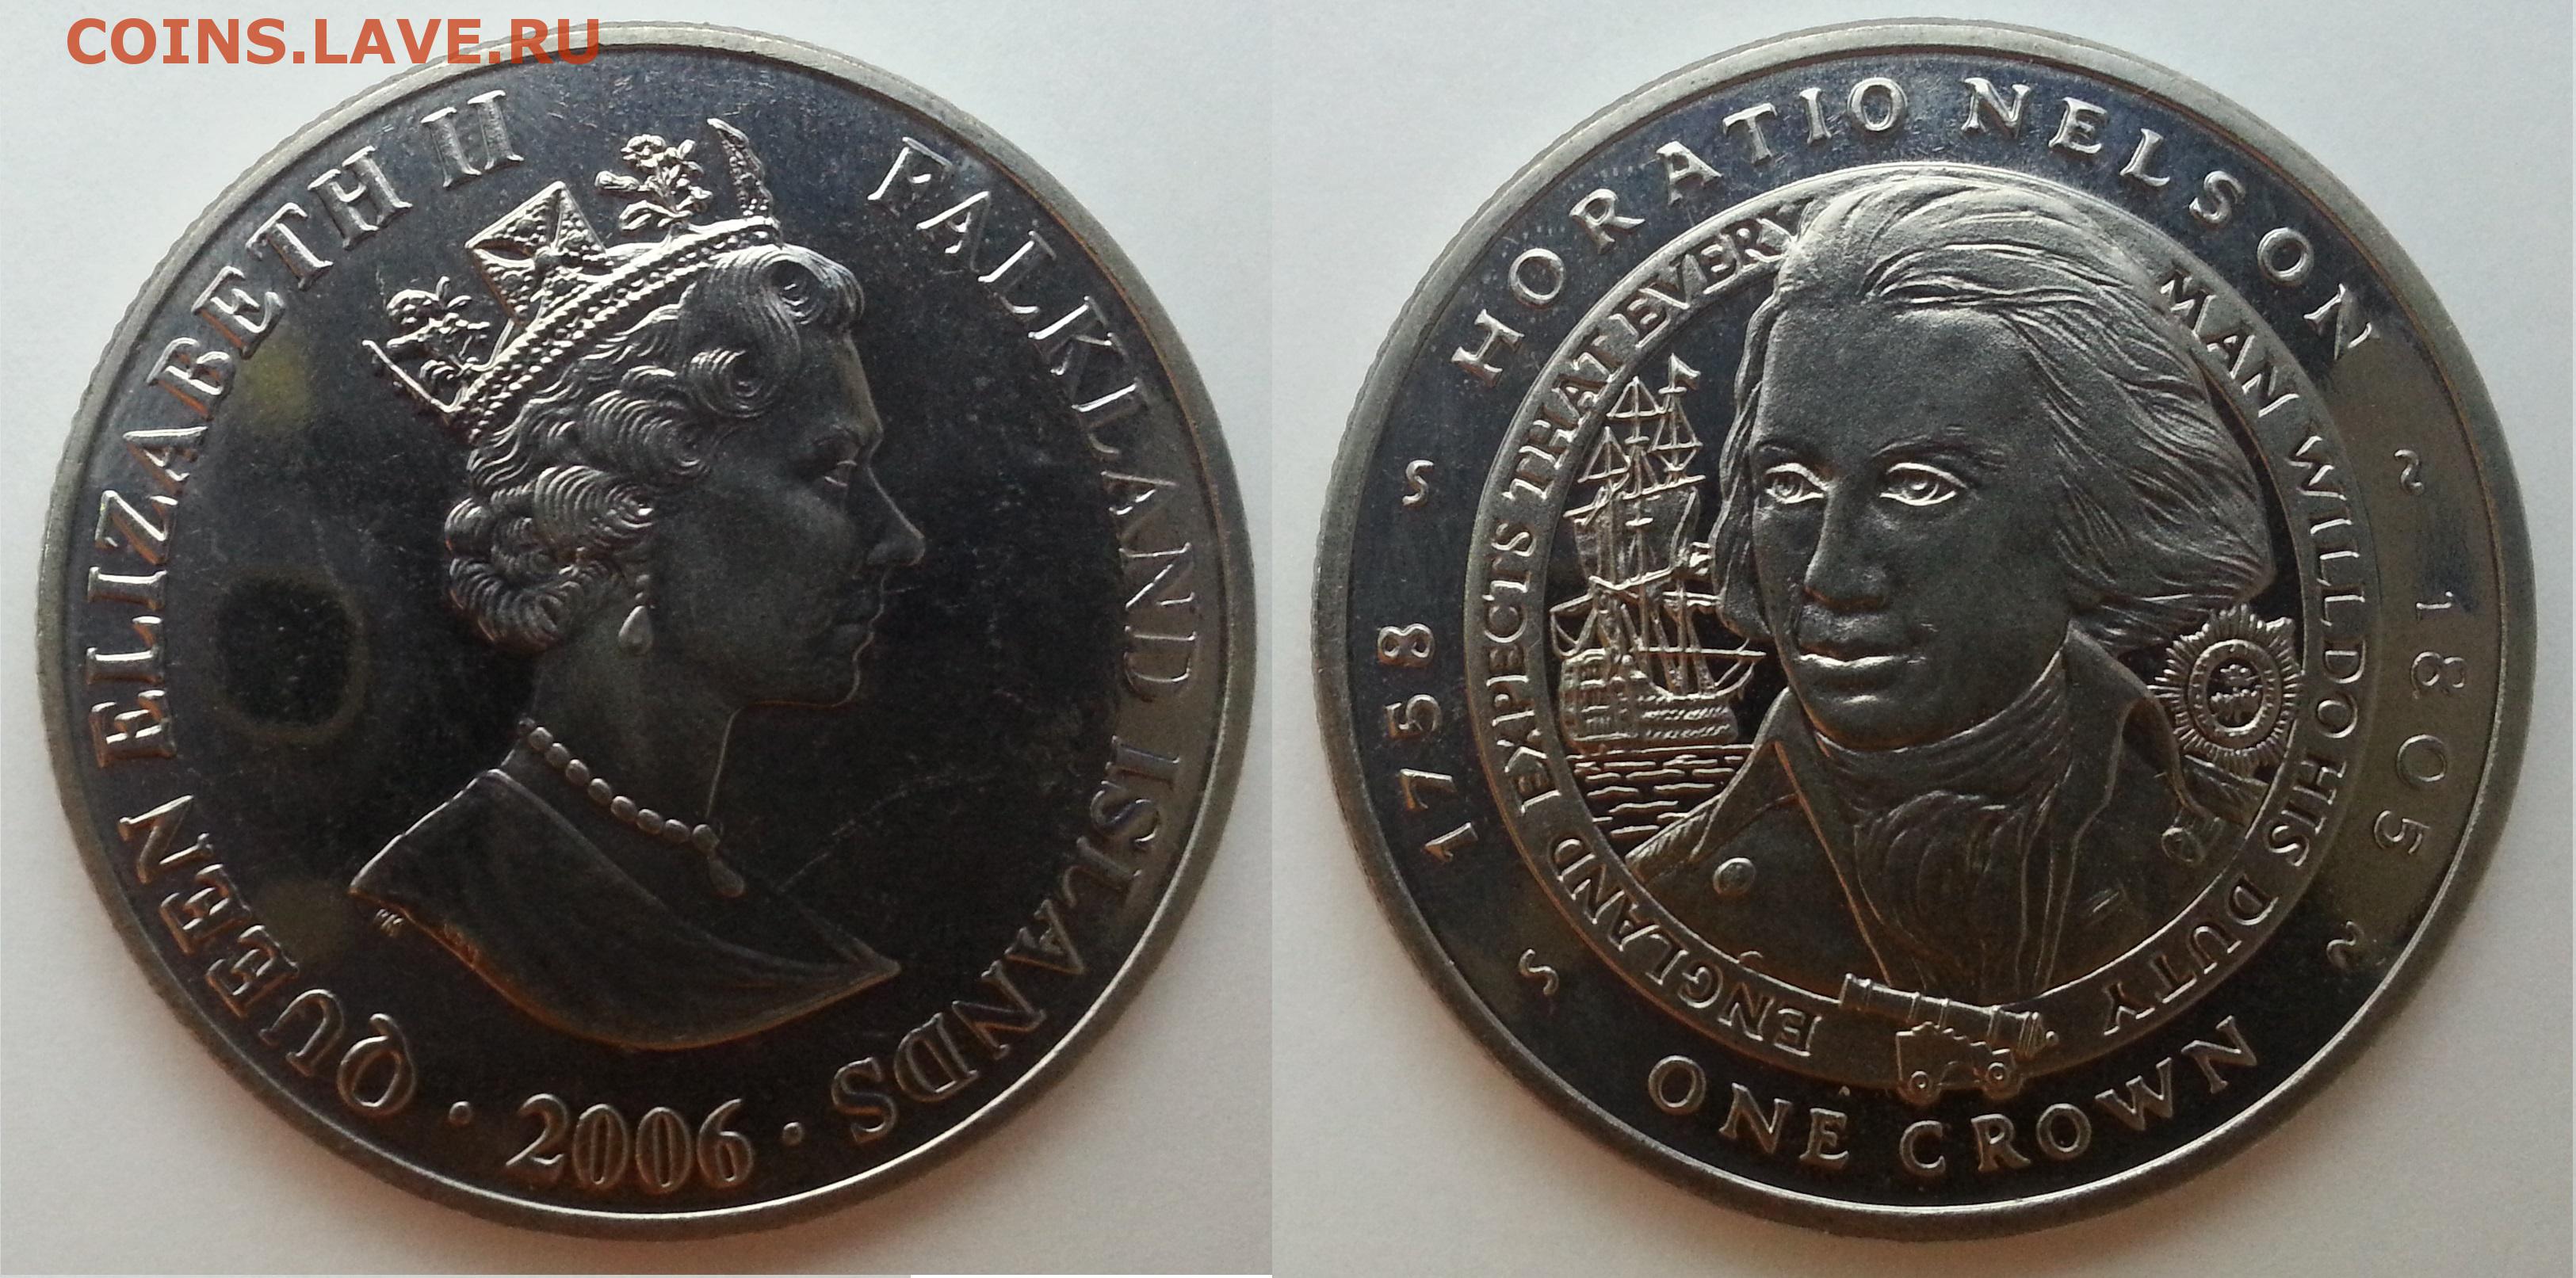 COINS.LAVE.RU
QUEEN ELIZABETH II
FALKLAND ISLANDS
· 2006 ·
HORATIO NELSON
ENGLAND EXPECTS THAT EVERY MAN WILL DO HIS DUTY
~ 1758 ~
~ 1805 ~
ONE CROWN